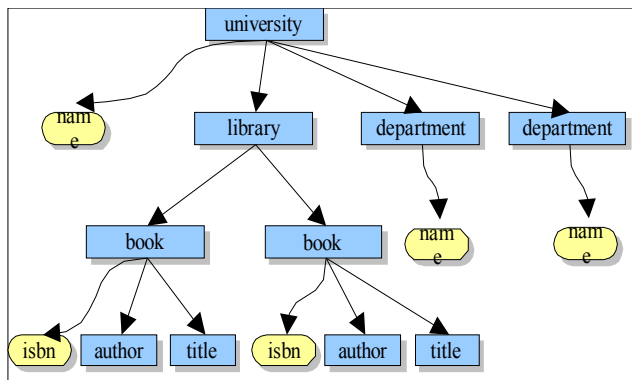 university
nam
e
library
department
department
book
book
nam
e
nam
e
isbn
author
title
isbn
author
title